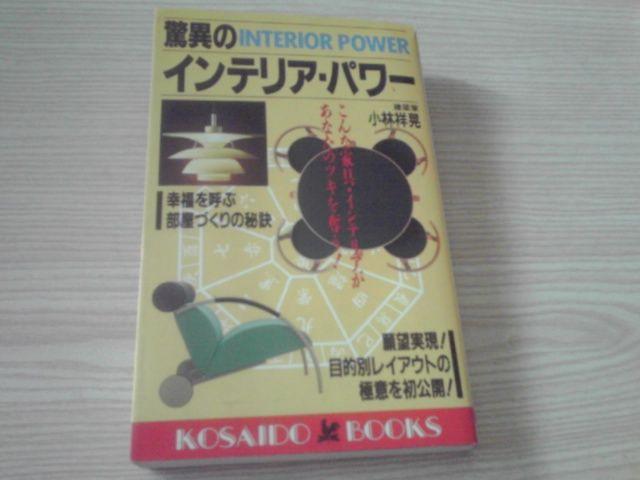 驚異のINTERIOR POWER
インテリア・パワー
建築家
小林祥晃
こんな家具・インテリアが
あなたのツキを奪う!
幸福を呼ぶ
部屋づくりの秘訣
願望実現!
目的別レイアウトの
極意を初公開!
KOSAIDO BOOKS